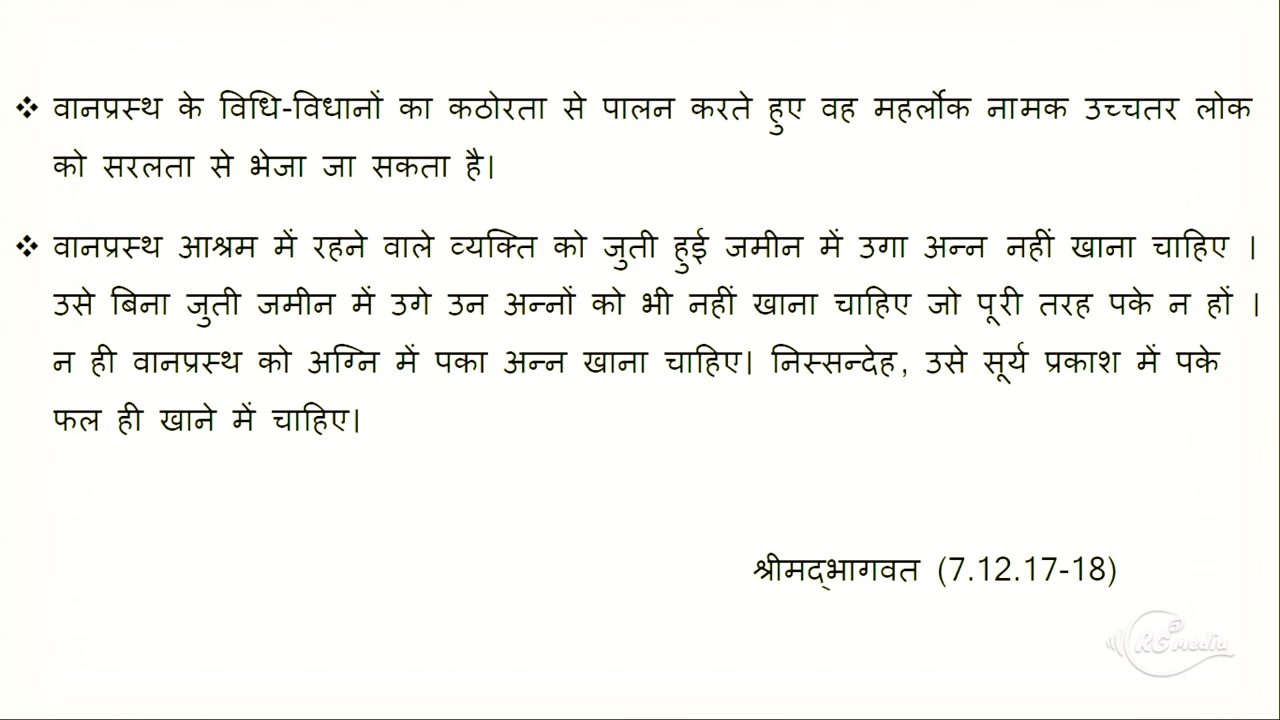 ❖ वानप्रस्थ के विधि-विधानों का कठोरता से पालन करते हुए वह महर्लोक नामक उच्चतर लोक
को सरलता से भेजा जा सकता है।
❖ वानप्रस्थ आश्रम में रहने वाले व्यक्ति को जुती हुई जमीन में उगा अन्न नहीं खाना चाहिए ।
उसे बिना जुती जमीन में उगे उन अन्नों को भी नहीं खाना चाहिए जो पूरी तरह पके न हों ।
न ही वानप्रस्थ को अग्नि में पका अन्न खाना चाहिए। निस्सन्देह, उसे सूर्य प्रकाश में पके
फल ही खाने में चाहिए।
श्रीमद्भागवत (7.12.17-18)
RG media